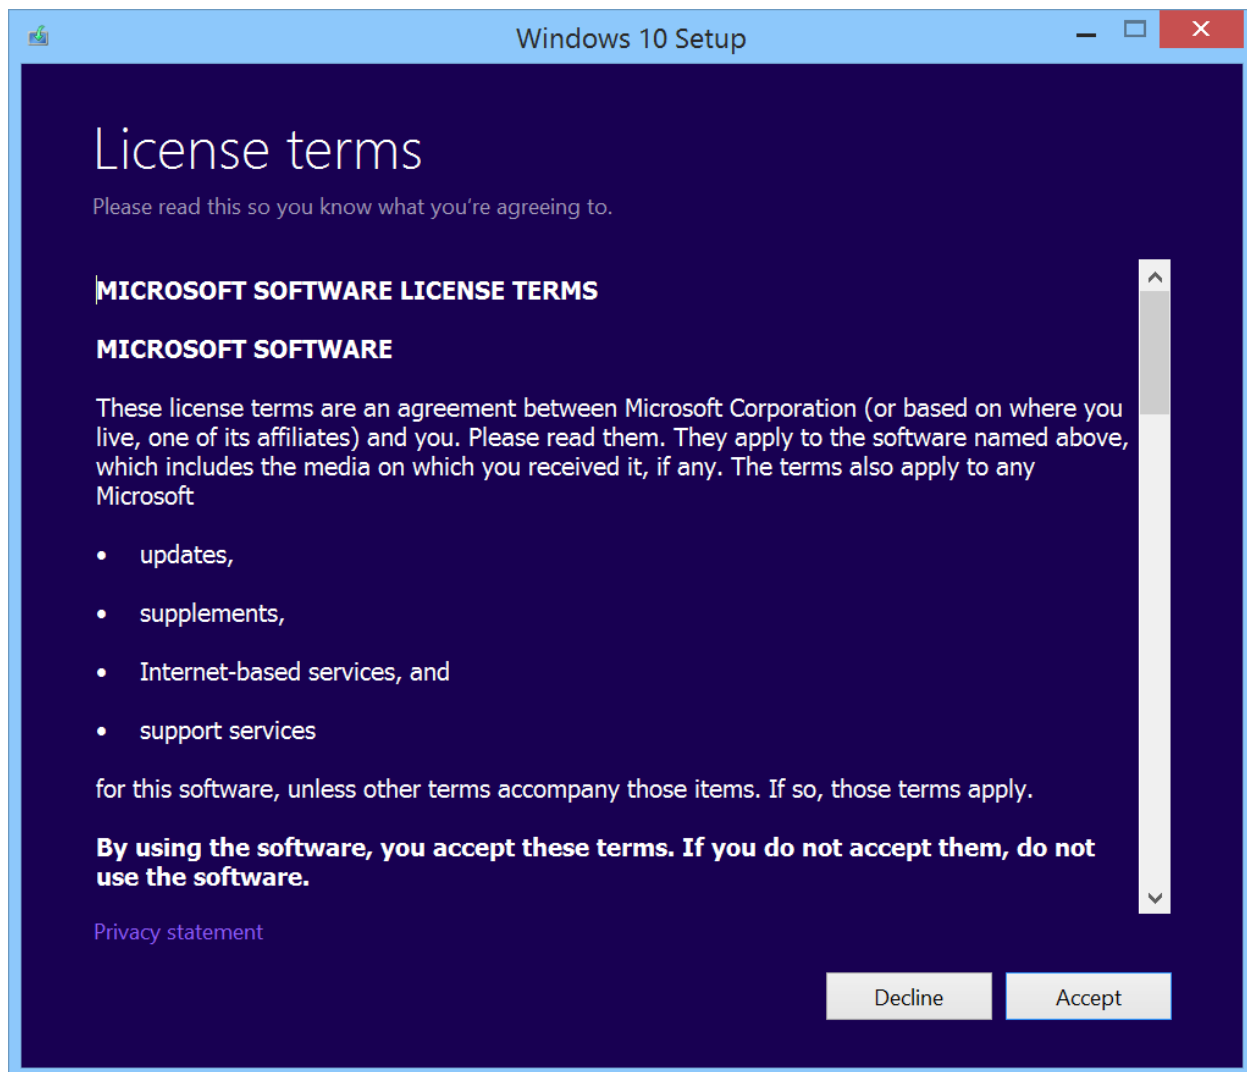 Windows 10 Setup
License terms
Please read this so you know what you're agreeing to.
MICROSOFT SOFTWARE LICENSE TERMS
MICROSOFT SOFTWARE
These license terms are an agreement between Microsoft Corporation (or based on where you
live, one of its affiliates) and you. Please read them. They apply to the software named above,
which includes the media on which you received it, if any. The terms also apply to any
Microsoft
• updates,
• supplements,
• Internet-based services, and
• support services
for this software, unless other terms accompany those items. If so, those terms apply.
By using the software, you accept these terms. If you do not accept them, do not
use the software.
Privacy statement
Decline Accept